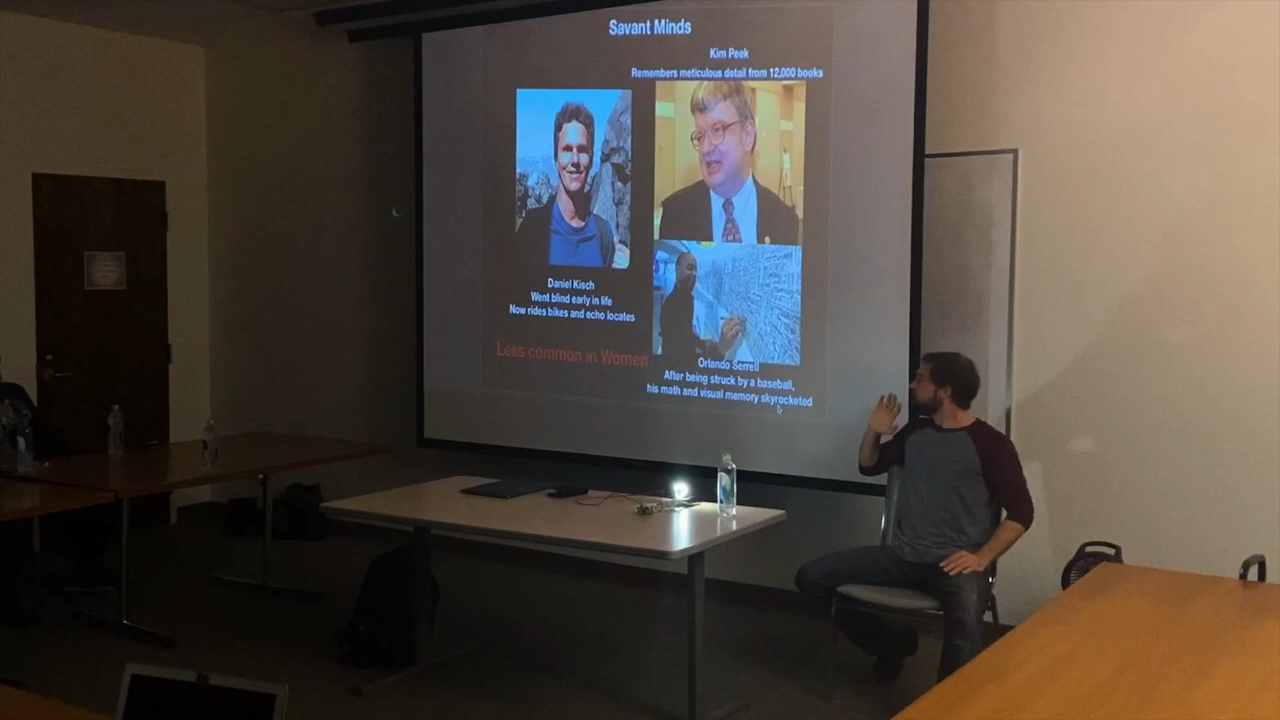 Savant Minds
Kim Peek
Remembers meticulous detail from 12,000 books
Daniel Kisch
Went blind early in life
Now rides bikes and echo locates
Less common in Women
Orlando Serrell
After being struck by a baseball,
his math and visual memory skyrocketed